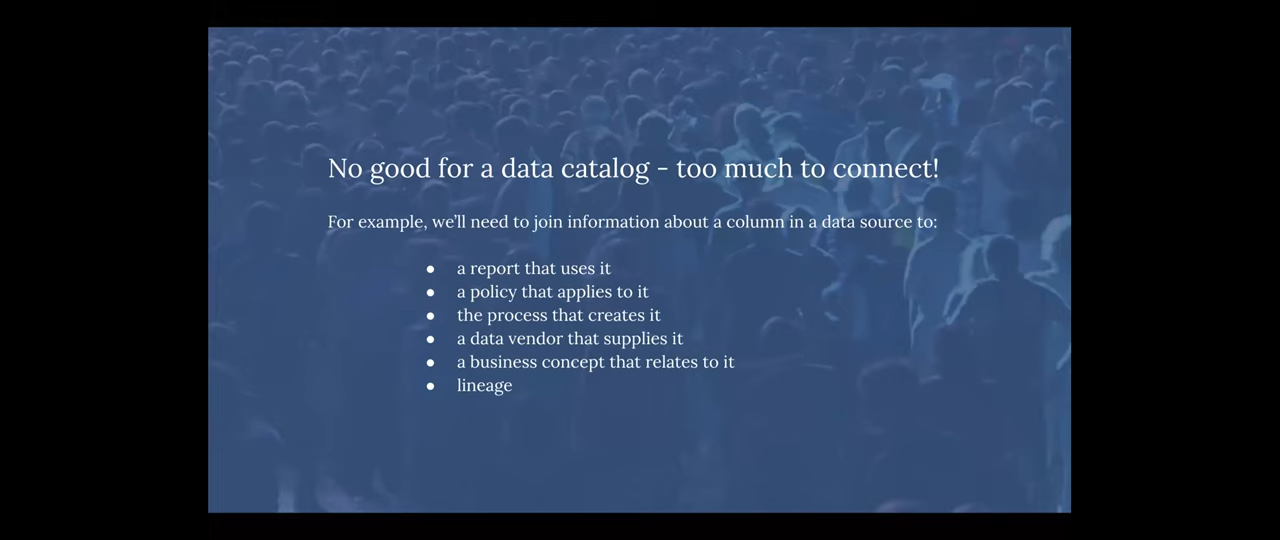 No good for a data catalog - too much to connect!
For example, we'll need to join information about a column in a data source to:
● a report that uses it
● a policy that applies to it
● the process that creates it
● a data vendor that supplies it
● a business concept that relates to it
● lineage